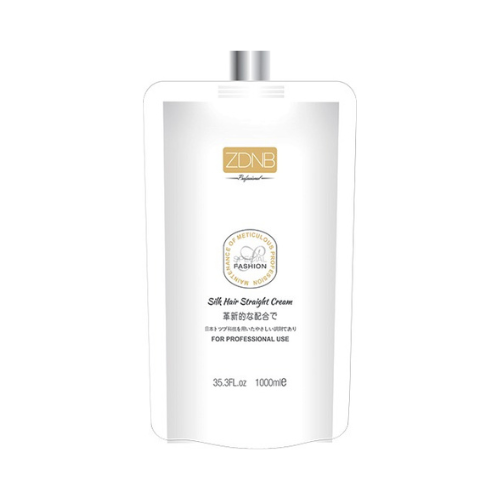 ZDNB
Professional
MAINTENANCE OF METICULOUS PROFESSION
FASHION
Silk Hair Straight Cream
革新的な配合で
FOR PROFESSIONAL USE
35.3FL.oz 1000mle